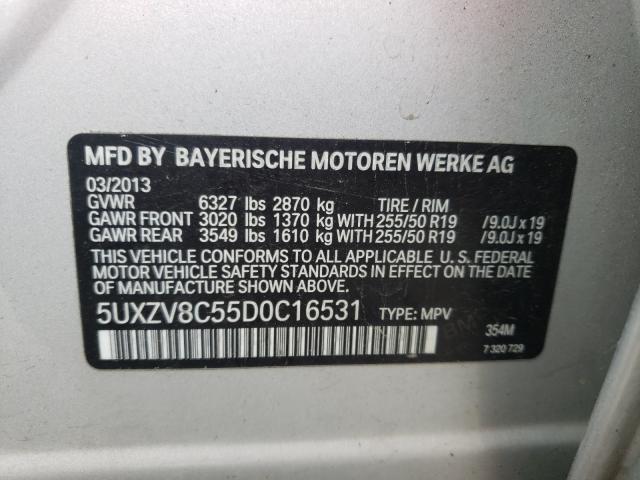 MFD BY BAYERISCHE MOTOREN WERKE AG
03/2013
GVWR 6327 lbs 2870 kg TIRE / RIM
GAWR FRONT 3020 lbs 1370 kg WITH 255/50 R19 /9.0J x 19
GAWR REAR 3549 lbs 1610 kg WITH 255/50 R19 /9.0J x 19
THIS VEHICLE CONFORMS TO ALL APPLICABLE U. S. FEDERAL
MOTOR VEHICLE SAFETY STANDARDS IN EFFECT ON THE DATE
OF MANUFACTURE SHOWN ABOVE.
5UXZV8C55D0C16531 TYPE: MPV
354M
7 320 729